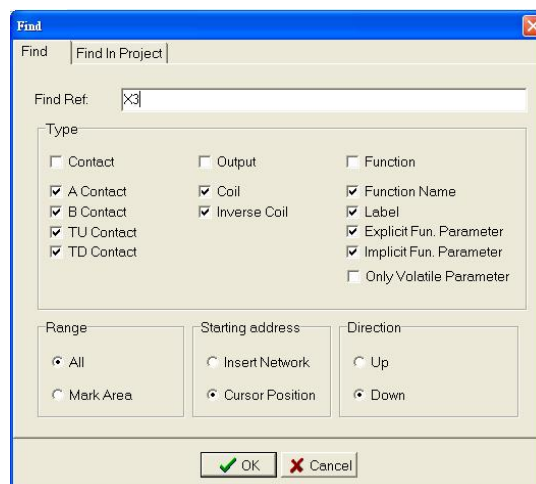 Find
Find Find In Project
Find Ref: X3
Type
Contact Output Function
A Contact Coil Function Name
B Contact Inverse Coil Label
TU Contact Explicit Fun. Parameter
TD Contact Implicit Fun. Parameter
Only Volatile Parameter
Range Starting address Direction
All Insert Network Up
Mark Area Cursor Position Down
OK Cancel